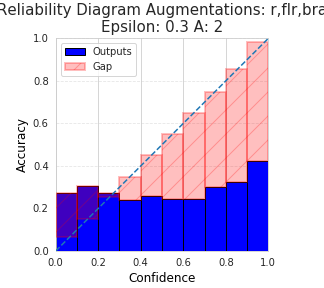 Reliability Diagram Augmentations: r,flr,bra
Epsilon: 0.3 A: 2
1.0
0.8
0.6
0.4
0.2
0.0
Accuracy
Outputs
Gap
0.0 0.2 0.4 0.6 0.8 1.0
Confidence